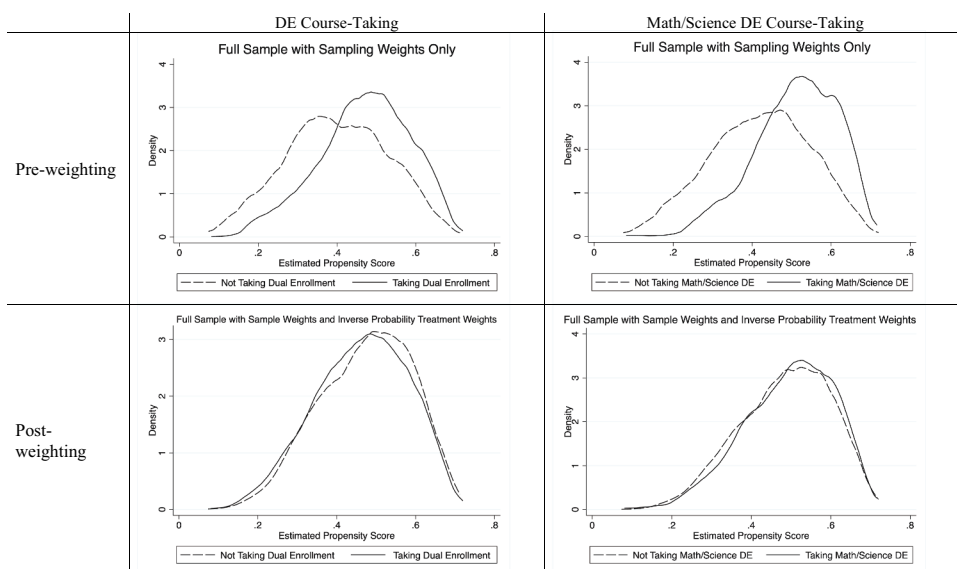 DE Course-Taking
Math/Science DE Course-Taking
Pre-weighting
Full Sample with Sampling Weights Only
4
3
2
1
0
Density
0 .2 .4 .6 .8
Estimated Propensity Score
Not Taking Dual Enrollment Taking Dual Enrollment
Full Sample with Sampling Weights Only
4
3
2
1
0
Density
0 .2 .4 .6 .8
Estimated Propensity Score
Not Taking Math/Science DE Taking Math/Science DE
Post-
weighting
Full Sample with Sample Weights and Inverse Probability Treatment Weights
3
2
1
0
Density
0 .2 .4 .6 .8
Estimated Propensity Score
Not Taking Dual Enrollment Taking Dual Enrollment
Full Sample with Sample Weights and Inverse Probability Treatment Weights
4
3
2
1
0
Density
0 .2 .4 .6 .8
Estimated Propensity Score
Not Taking Math/Science DE Taking Math/Science DE